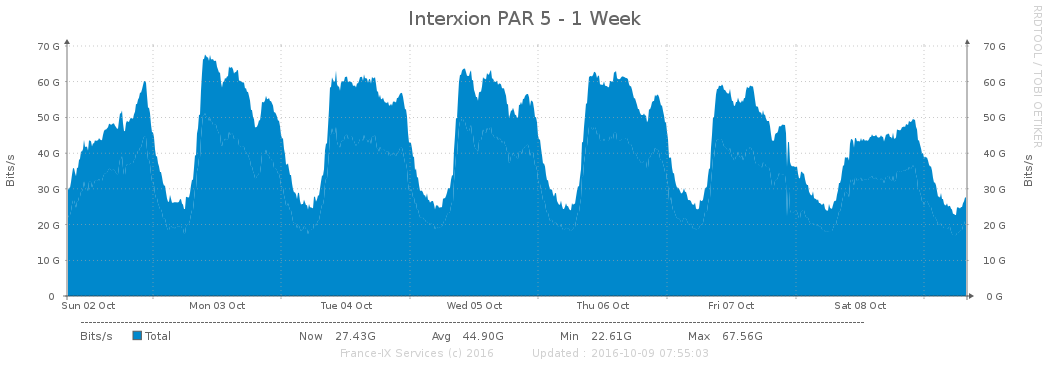 Interxion PAR 5 - 1 Week
RRDTOOL / TOBI OETIKER
70 G 70 G
60 G 60 G
50 G 50 G
40 G 40 G
30 G 30 G
20 G 20 G
10 G 10 G
0 0 G
Bits/s
Bits/s
Sun 02 Oct Mon 03 Oct Tue 04 Oct Wed 05 Oct Thu 06 Oct Fri 07 Oct Sat 08 Oct
Bits/s Total Now 27.43G Avg 44.90G Min 22.61G Max 67.56G
France-IX Services (c) 2016 Updated : 2016-10-09 07:55:03